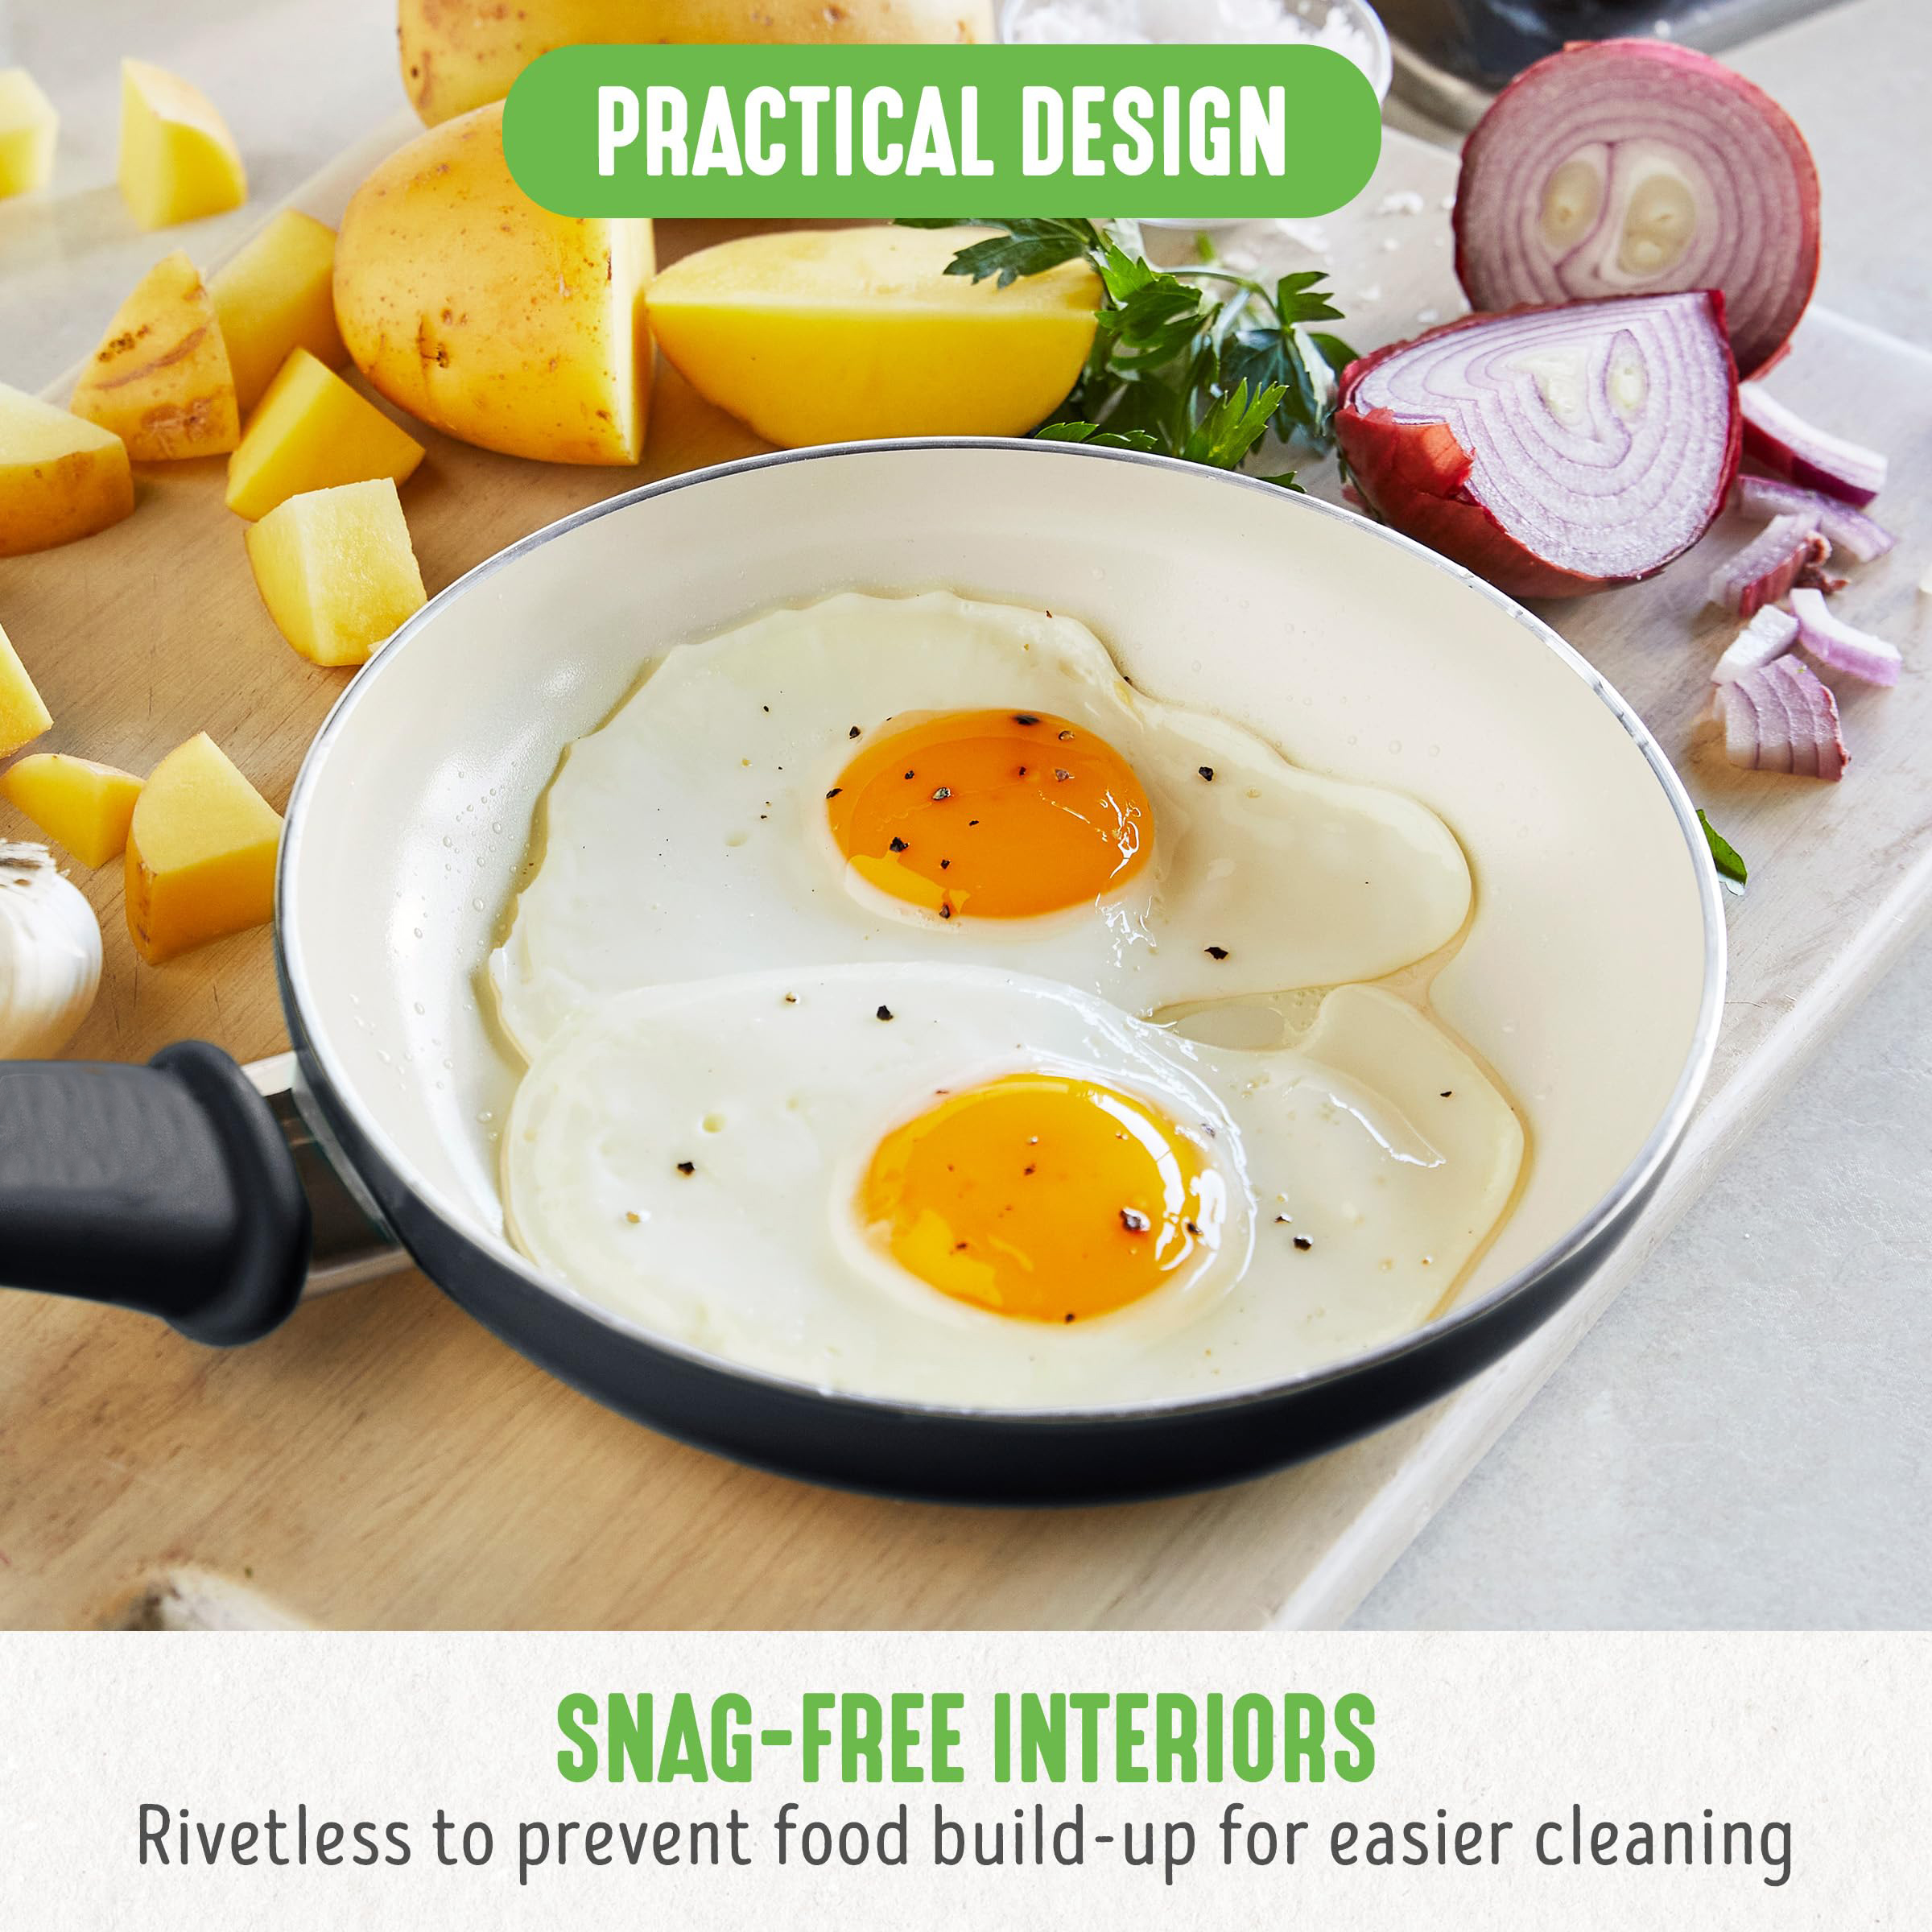 PRACTICAL DESIGN
SNAG-FREE INTERIORS
Rivetless to prevent food build-up for easier cleaning